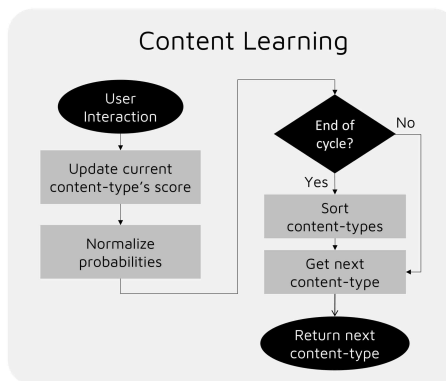 Content Learning
User
Interaction
Update current
content-type's score
Normalize
probabilities
End of
cycle?
No
Yes
Sort
content-types
Get next
content-type
Return next
content-type